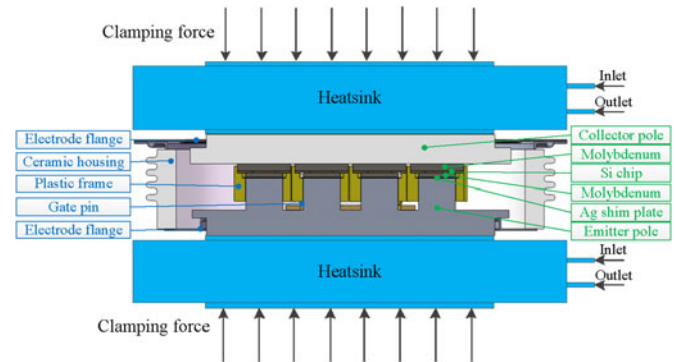 Clamping force
Heatsink
Inlet
Outlet
Electrode flange
Ceramic housing
Plastic frame
Gate pin
Electrode flange
Collector pole
Molybdenum
Si chip
Molybdenum
Ag shim plate
Emitter pole
Heatsink
Inlet
Outlet
Clamping force